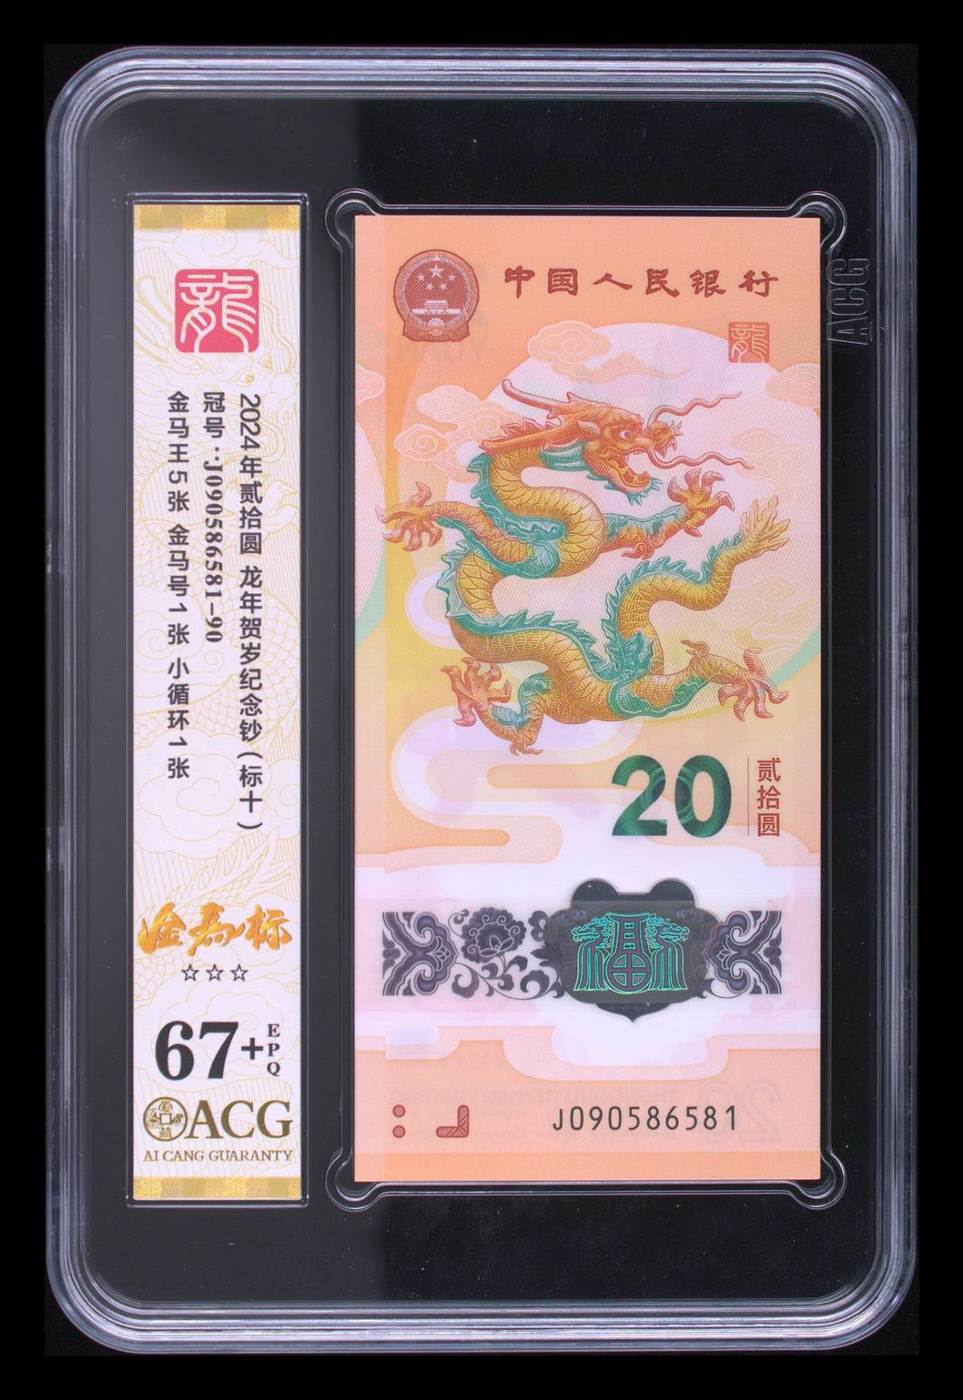 龍
2024年贰拾圆 龙年贺岁纪念钞(标十)
冠号:J090586581-90
金马王5张 金马号1张 小循环1张
金马标
☆☆☆
67+
EPQ
ACG
AI CANG GUARANTY
中国人民银行
龍
20
贰拾圆
福
J090586581
ACG